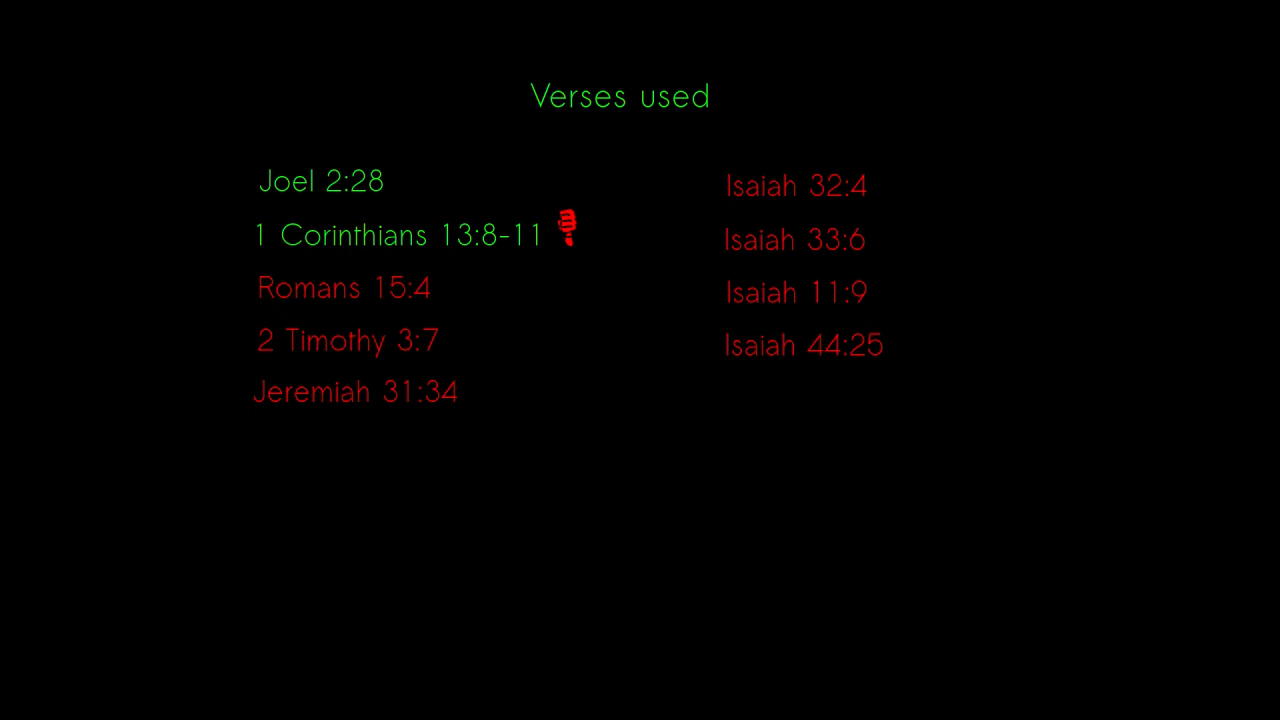 Verses used
Joel 2:28
1 Corinthians 13:8-11
Romans 15:4
2 Timothy 3:7
Jeremiah 31:34
Isaiah 32:4
Isaiah 33:6
Isaiah 11:9
Isaiah 44:25